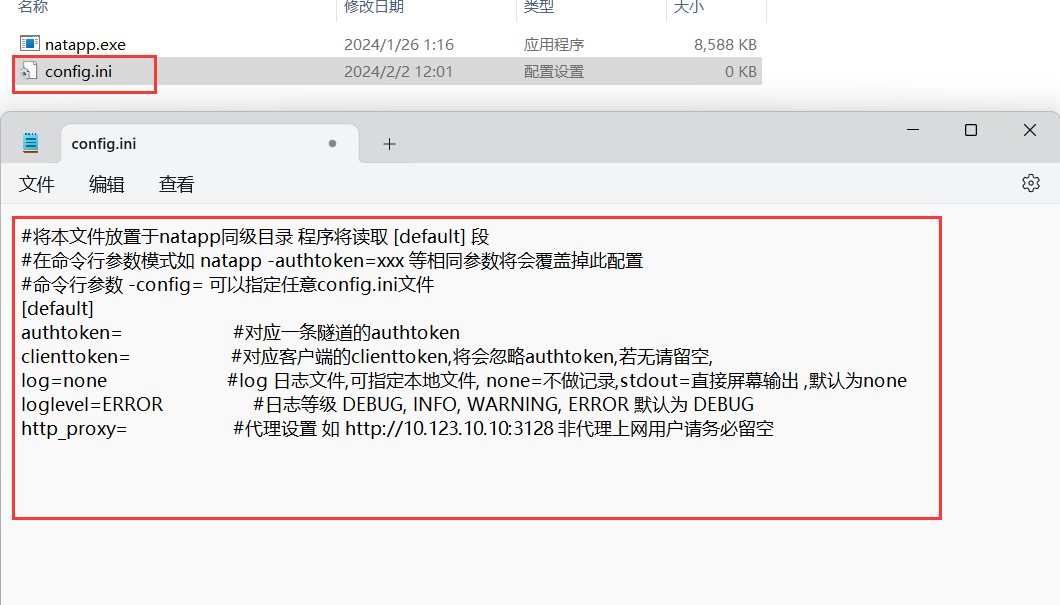 名称 修改日期 类型 大小
natapp.exe 2024/1/26 1:16 应用程序 8,588 KB
config.ini 2024/2/2 12:01 配置设置 0 KB
config.ini
文件 编辑 查看
#将本文件放置于natapp同级目录 程序将读取 [default] 段
#在命令行参数模式如 natapp -authtoken=xxx 等相同参数将会覆盖掉此配置
#命令行参数 -config= 可以指定任意config.ini文件
[default]
authtoken= #对应一条隧道的authtoken
clienttoken= #对应客户端的clienttoken,将会忽略authtoken,若无请留空,
log=none #log 日志文件,可指定本地文件, none=不做记录,stdout=直接屏幕输出 ,默认为none
loglevel=ERROR #日志等级 DEBUG, INFO, WARNING, ERROR 默认为 DEBUG
http_proxy= #代理设置 如 http://10.123.10.10:3128 非代理上网用户请务必留空